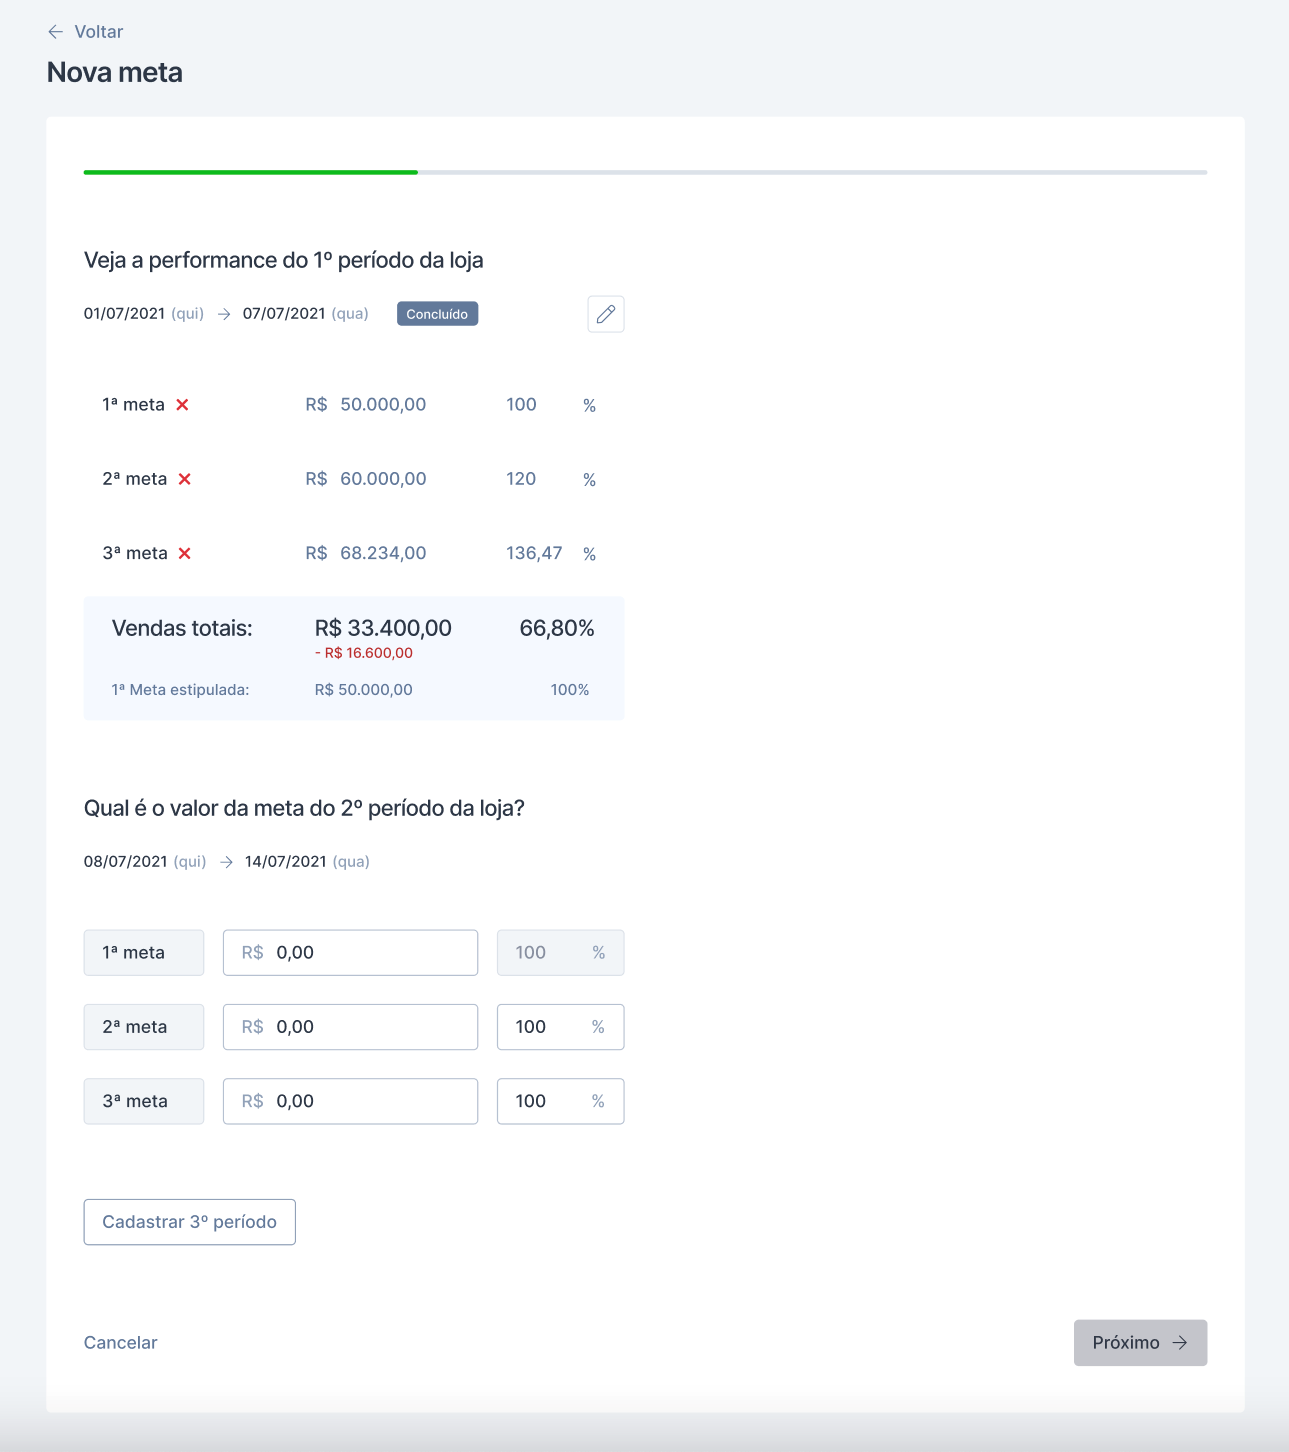 Voltar
Nova meta
Veja a performance do 1º período da loja
01/07/2021 (qui) → 07/07/2021 (qua) Concluído
1ª meta R$ 50.000,00 100 %
2ª meta R$ 60.000,00 120 %
3ª meta R$ 68.234,00 136,47 %
Vendas totais: R$ 33.400,00 66,80%
- R$ 16.600,00
1ª Meta estipulada: R$ 50.000,00 100%
Qual é o valor da meta do 2º período da loja?
08/07/2021 (qui) → 14/07/2021 (qua)
1ª meta R$ 0,00 100 %
2ª meta R$ 0,00 100 %
3ª meta R$ 0,00 100 %
Cadastrar 3º período
Cancelar Próximo